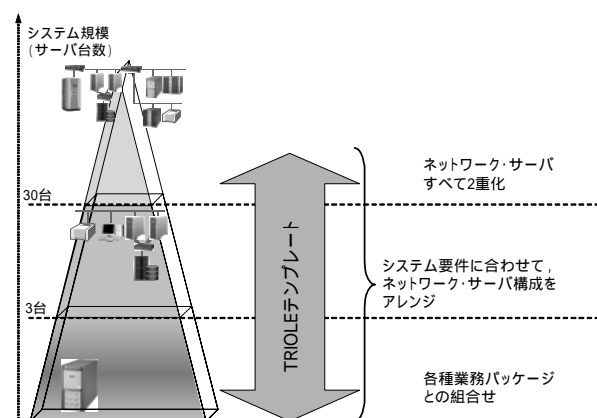 システム規模
(サーバ台数)
ネットワーク・サーバ
すべて2重化
30台
TRIOLEテンプレート
システム要件に合わせて,
ネットワーク・サーバ構成を
アレンジ
3台
各種業務パッケージ
との組合せ